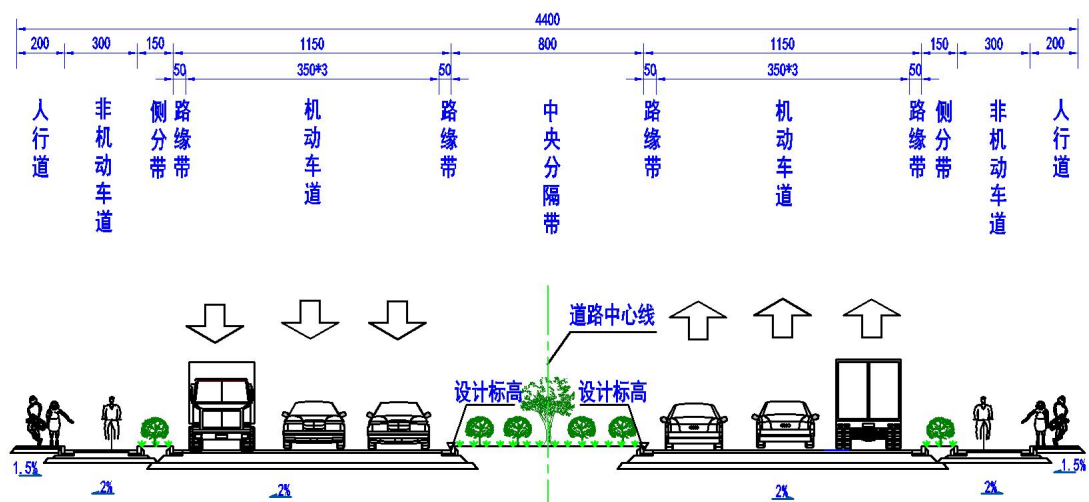 4400
200 300 150 1150 800 1150 150 300 200
50 350*3 50 50 350*3 50
人行道
非机动车道
侧分带
路缘带
机动车道
路缘带
中央分隔带
路缘带
机动车道
路缘带
侧分带
非机动车道
人行道
道路中心线
设计标高 设计标高
1.5% 2% 2% 2% 2% 1.5%